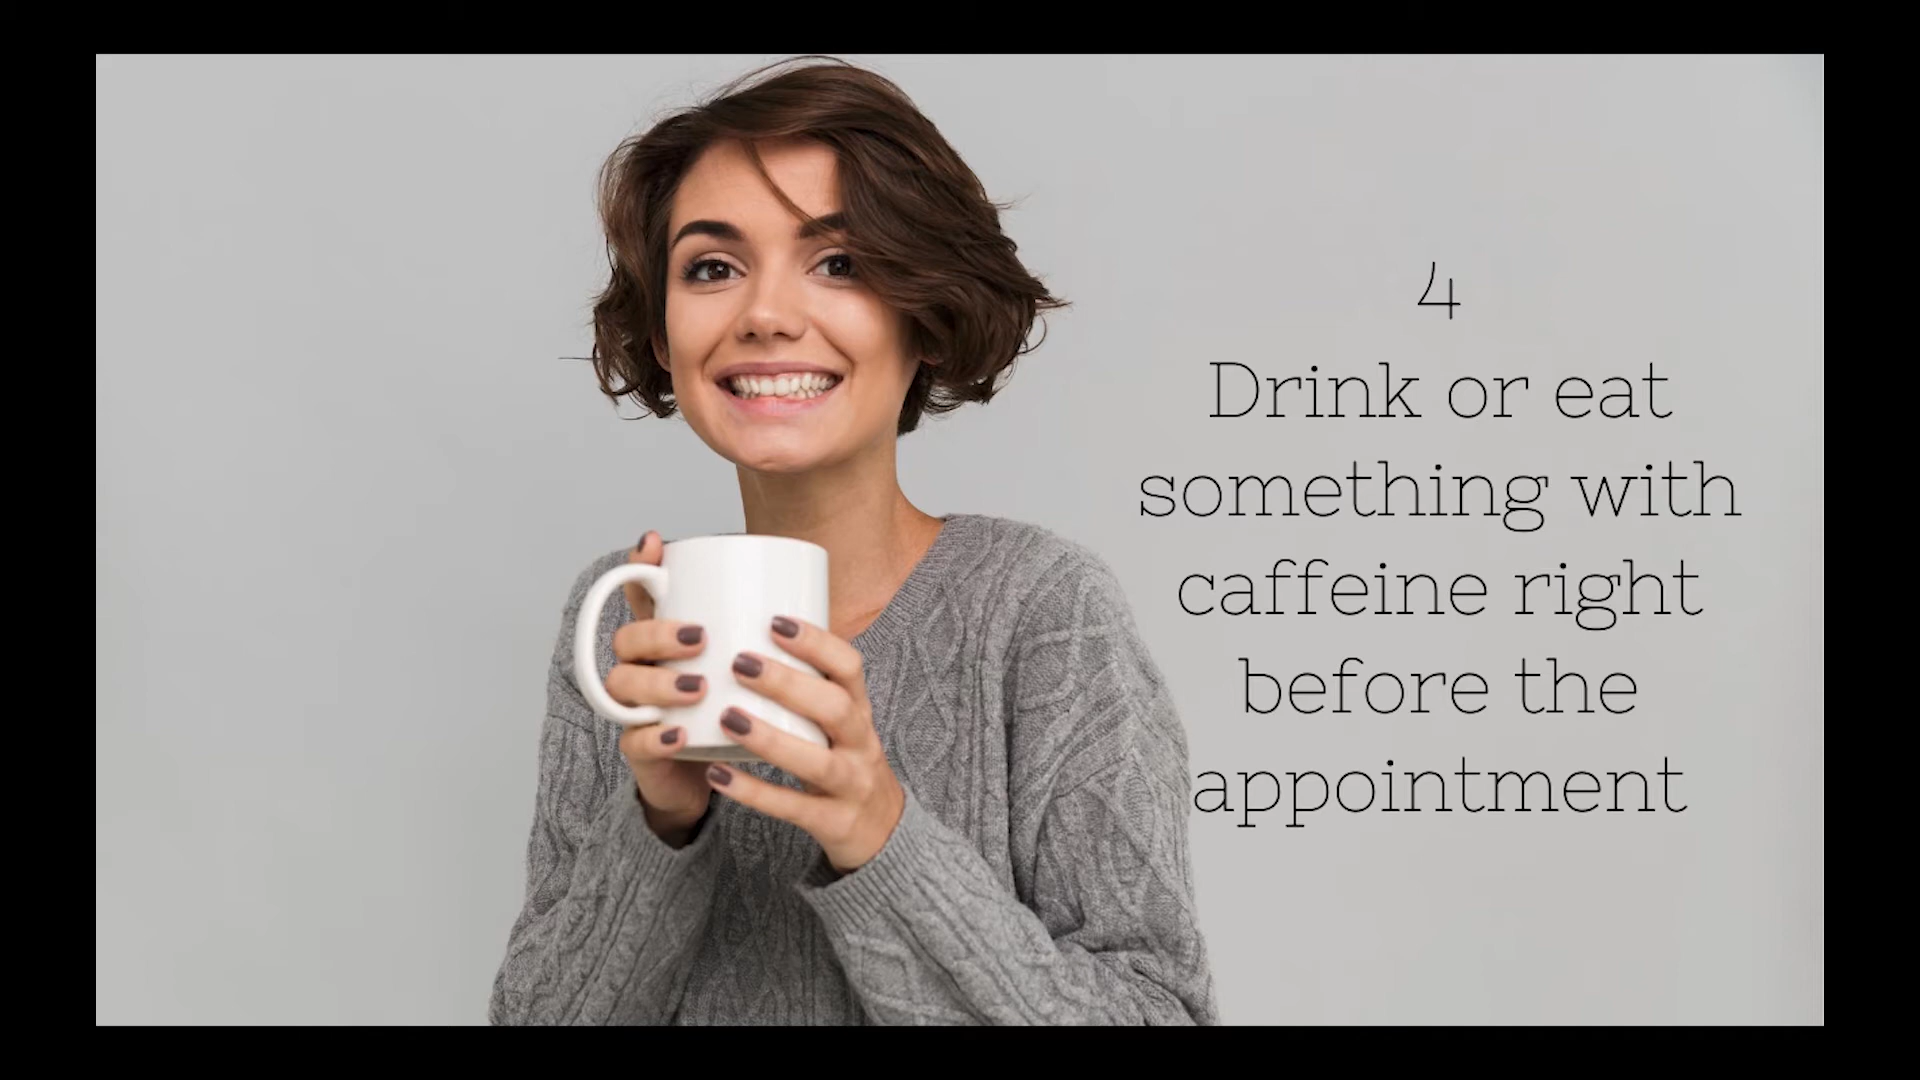 4
Drink or eat
something with
caffeine right
before the
appointment